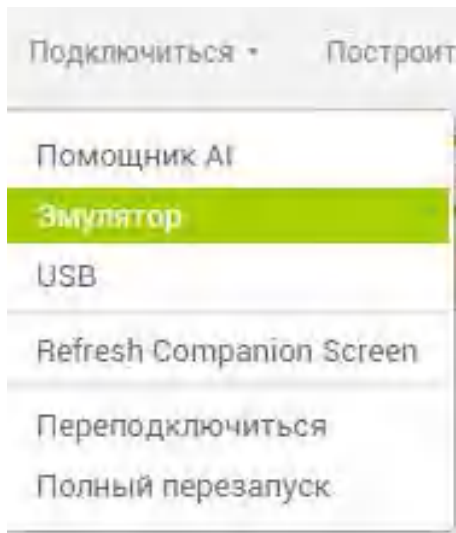 Подключиться • Построит
Помощник AI
Эмулятор
USB
Refresh Companion Screen
Переподключиться
Полный перезапуск